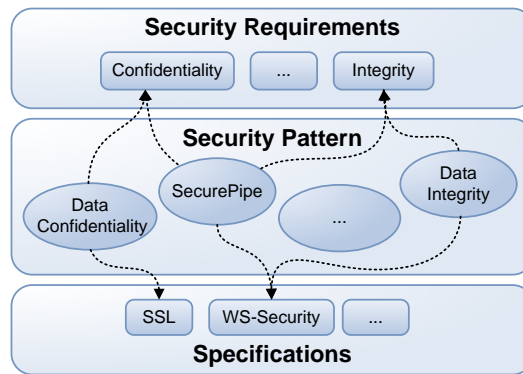 Security Requirements
Confidentiality
...
Integrity
Security Pattern
Data
Confidentiality
SecurePipe
...
Data
Integrity
SSL
WS-Security
...
Specifications